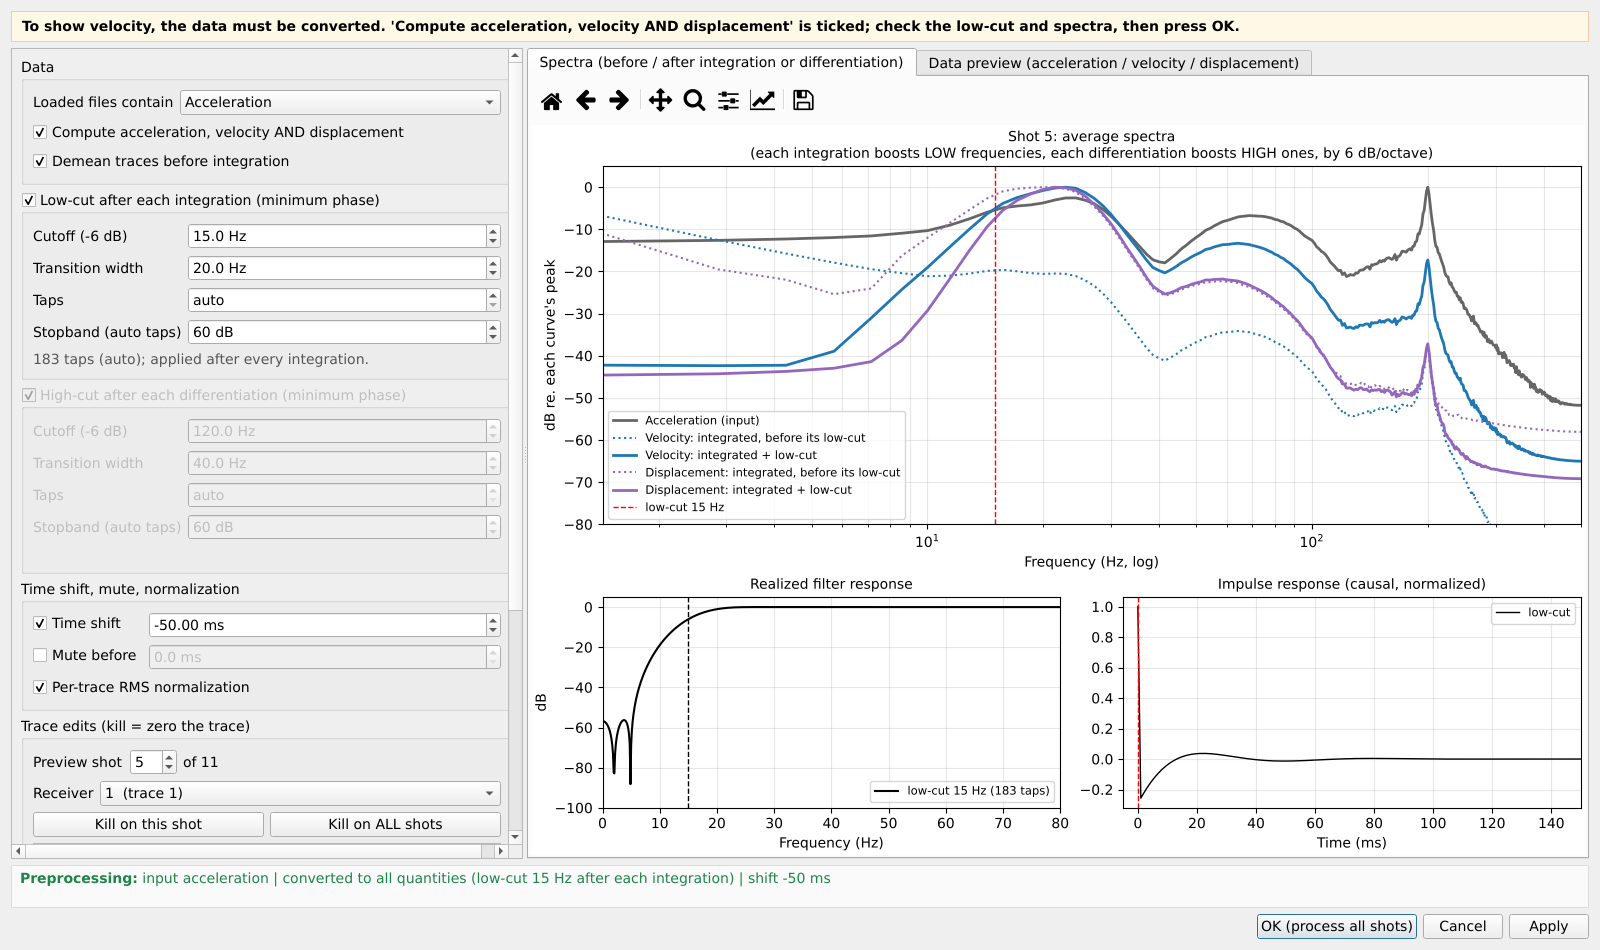 To show velocity, the data must be converted. 'Compute acceleration, velocity AND displacement' is ticked; check the low-cut and spectra, then press OK.
Data
Loaded files contain Acceleration
Compute acceleration, velocity AND displacement
Demean traces before integration
Low-cut after each integration (minimum phase)
Cutoff (-6 dB) 15.0 Hz
Transition width 20.0 Hz
Taps auto
Stopband (auto taps) 60 dB
183 taps (auto); applied after every integration.
High-cut after each differentiation (minimum phase)
Cutoff (-6 dB) 120.0 Hz
Transition width 40.0 Hz
Taps auto
Stopband (auto taps) 60 dB
Time shift, mute, normalization
Time shift -50.00 ms
Mute before 0.0 ms
Per-trace RMS normalization
Trace edits (kill = zero the trace)
Preview shot 5 of 11
Receiver 1 (trace 1)
Kill on this shot Kill on ALL shots
Spectra (before / after integration or differentiation) Data preview (acceleration / velocity / displacement)
Shot 5: average spectra
(each integration boosts LOW frequencies, each differentiation boosts HIGH ones, by 6 dB/octave)
dB re. each curve's peak
0
−10
−20
−30
−40
−50
−60
−70
−80
Acceleration (input)
Velocity: integrated, before its low-cut
Velocity: integrated + low-cut
Displacement: integrated, before its low-cut
Displacement: integrated + low-cut
low-cut 15 Hz
10¹ 10²
Frequency (Hz, log)
Realized filter response
dB
0
−20
−40
−60
−80
−100
low-cut 15 Hz (183 taps)
0 10 20 30 40 50 60 70 80
Frequency (Hz)
Impulse response (causal, normalized)
1.0
0.8
0.6
0.4
0.2
0.0
−0.2
low-cut
0 20 40 60 80 100 120 140
Time (ms)
Preprocessing: input acceleration | converted to all quantities (low-cut 15 Hz after each integration) | shift -50 ms
OK (process all shots) Cancel Apply